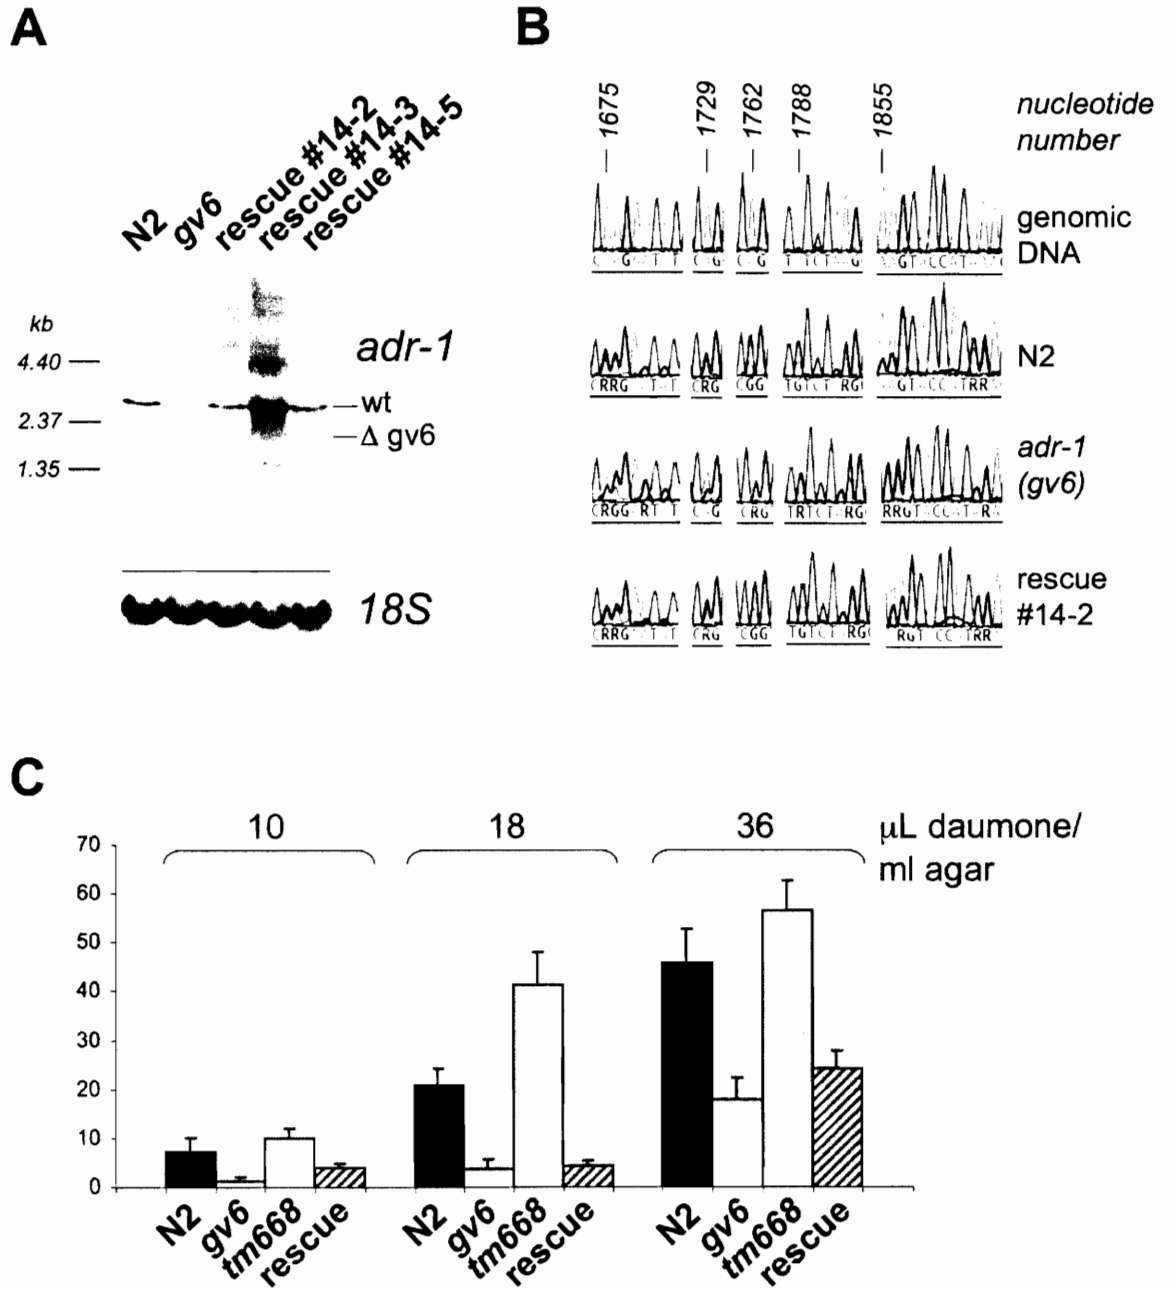 A
N2
gv6
rescue #14-2
rescue #14-3
rescue #14-5
kb
4.40
2.37
1.35
adr-1
wt
Δ gv6
18S
B
1675
1729
1762
1788
1855
nucleotide
number
genomic
DNA
N2
CRRG
CRG
CGG
adr-1
(gv6)
rescue
#14-2
C
10
18
36
μL daumone/
ml agar
70
60
50
40
30
20
10
0
N2
gv6
tm668
rescue
N2
gv6
tm668
rescue
N2
gv6
tm668
rescue